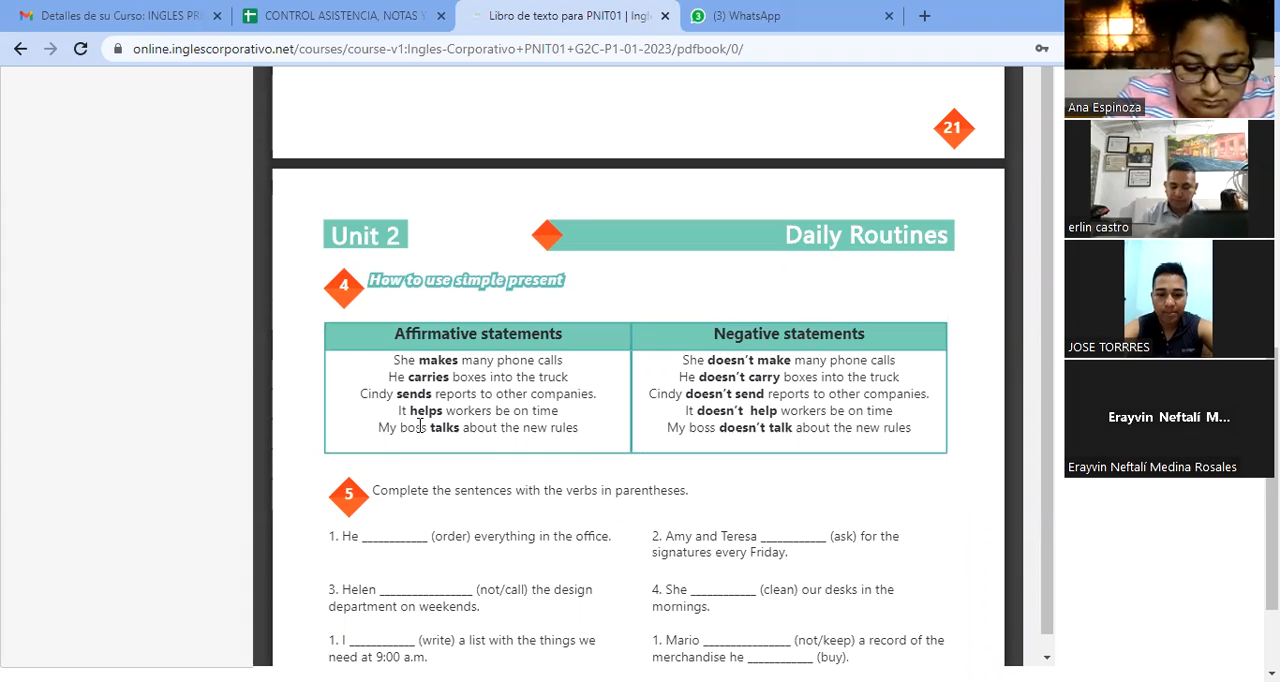 Detalles de su Curso: INGLES PRI
CONTROL ASISTENCIA, NOTAS Y
Libro de texto para PNIT01 | Ingl
(3) WhatsApp
online.inglescorporativo.net/courses/course-v1:Ingles-Corporativo+PNIT01+G2C-P1-01-2023/pdfbook/0/
21
Unit 2
Daily Routines
4 How to use simple present
Affirmative statements
She makes many phone calls
He carries boxes into the truck
Cindy sends reports to other companies.
It helps workers be on time
My boss talks about the new rules
Negative statements
She doesn't make many phone calls
He doesn't carry boxes into the truck
Cindy doesn't send reports to other companies.
It doesn't help workers be on time
My boss doesn't talk about the new rules
5 Complete the sentences with the verbs in parentheses.
1. He ___________ (order) everything in the office.
2. Amy and Teresa ___________ (ask) for the
signatures every Friday.
3. Helen ________________ (not/call) the design
department on weekends.
4. She ___________ (clean) our desks in the
mornings.
1. I ___________ (write) a list with the things we
need at 9:00 a.m.
1. Mario _______________ (not/keep) a record of the
merchandise he ___________ (buy).
Ana Espinoza
erlin castro
JOSE TORRRES
Erayvin Neftalí M...
Erayvin Neftalí Medina Rosales